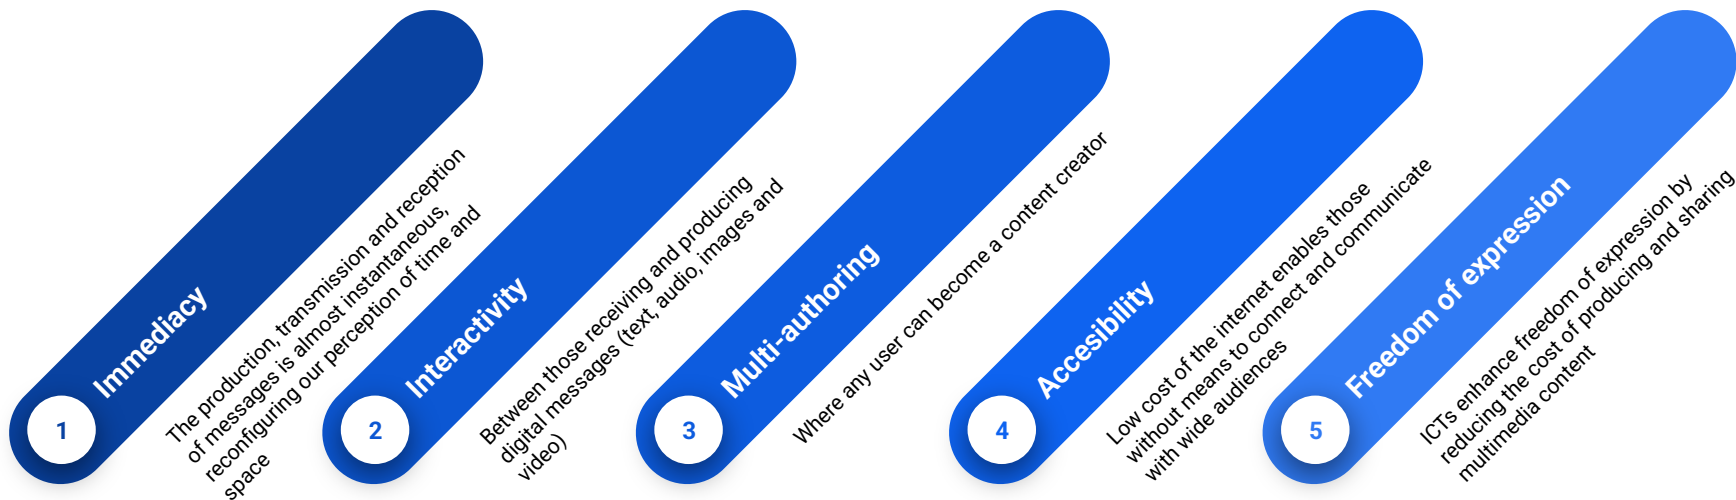 1
Immediacy
The production, transmission and reception
of messages is almost instantaneous,
reconfiguring our perception of time and
space
2
Interactivity
Between those receiving and producing
digital messages (text, audio, images and
video)
3
Multi-authoring
Where any user can become a content creator
4
Accesibility
Low cost of the internet enables those
without means to connect and communicate
with wide audiences
5
Freedom of expression
ICTs enhance freedom of expression by
reducing the cost of producing and sharing
multimedia content